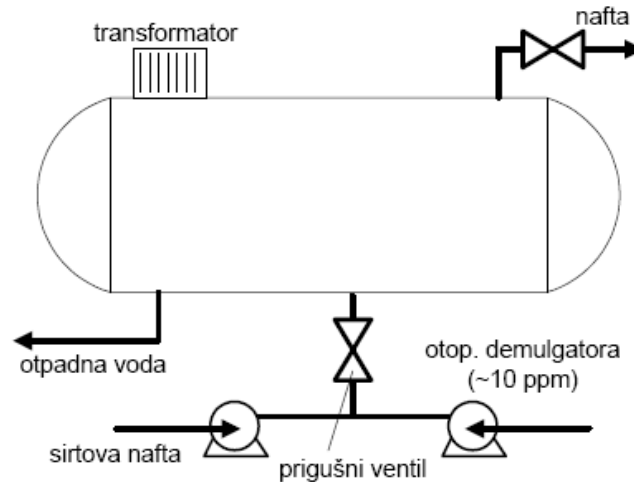 nafta
transformator
otpadna voda
otop. demulgatora
(~10 ppm)
sirtova nafta
prigušni ventil